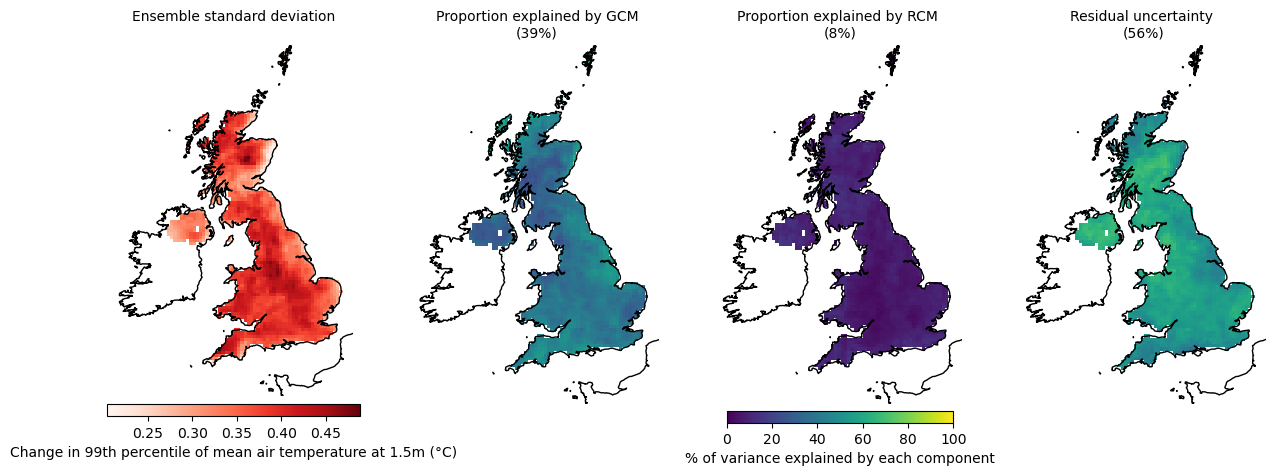 Ensemble standard deviation
Proportion explained by GCM
(39%)
Proportion explained by RCM
(8%)
Residual uncertainty
(56%)
0.25 0.30 0.35 0.40 0.45
Change in 99th percentile of mean air temperature at 1.5m (°C)
0 20 40 60 80 100
% of variance explained by each component